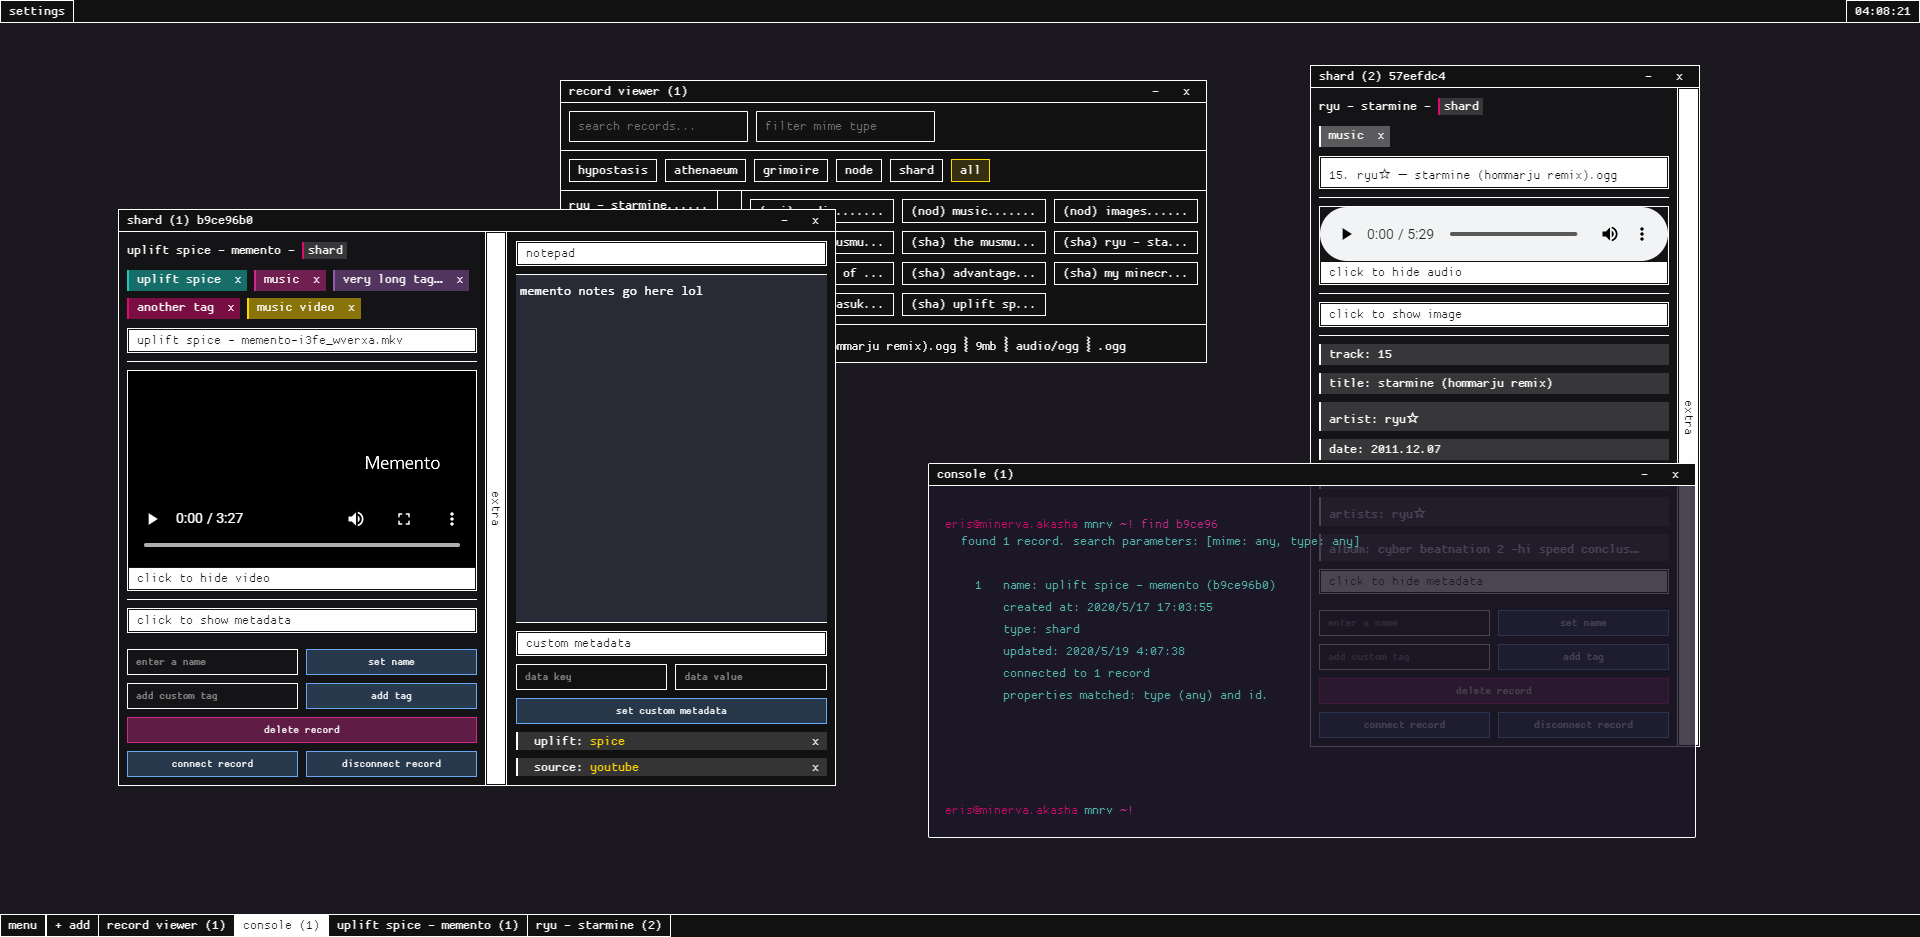 settings
04:08:21
record viewer (1) - x
search records...
filter mime type
hypostasis athenaeum grimoire node shard all
ryu - starmine......
(nod) music....... (nod) images......
usmu... (sha) the musmu... (sha) ryu - sta...
of ... (sha) advantage... (sha) my minecr...
asuk... (sha) uplift sp...
mmarju remix).ogg ⸾ 9mb ⸾ audio/ogg ⸾ .ogg
shard (1) b9ce96b0 - x
uplift spice - memento - shard
uplift spice x music x very long tag... x
another tag x music video x
uplift spice - memento-i3fe_wverxa.mkv
Memento
0:00 / 3:27
click to hide video
click to show metadata
enter a name set name
add custom tag add tag
delete record
connect record disconnect record
extra
notepad
memento notes go here lol
custom metadata
data key data value
set custom metadata
uplift: spice x
source: youtube x
shard (2) 57eefdc4 - x
ryu - starmine - shard
music x
15. ryu☆ — starmine (hommarju remix).ogg
0:00 / 5:29
click to hide audio
click to show image
track: 15
title: starmine (hommarju remix)
artist: ryu☆
date: 2011.12.07
artists: ryu☆
album: cyber beatnation 2 -hi speed conclus...
click to hide metadata
enter a name set name
add custom tag add tag
delete record
connect record disconnect record
extra
console (1) - x
eris@minerva.akasha mnrv ~! find b9ce96
found 1 record. search parameters: [mime: any, type: any]
1 name: uplift spice - memento (b9ce96b0)
created at: 2020/5/17 17:03:55
type: shard
updated: 2020/5/19 4:07:38
connected to 1 record
properties matched: type (any) and id.
eris@minerva.akasha mnrv ~!
menu + add record viewer (1) console (1) uplift spice - memento (1) ryu - starmine (2)